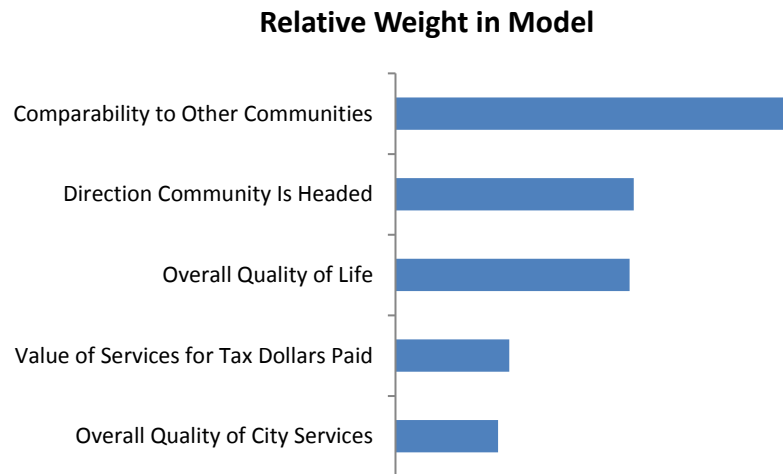 Relative Weight in Model
Comparability to Other Communities
Direction Community Is Headed
Overall Quality of Life
Value of Services for Tax Dollars Paid
Overall Quality of City Services